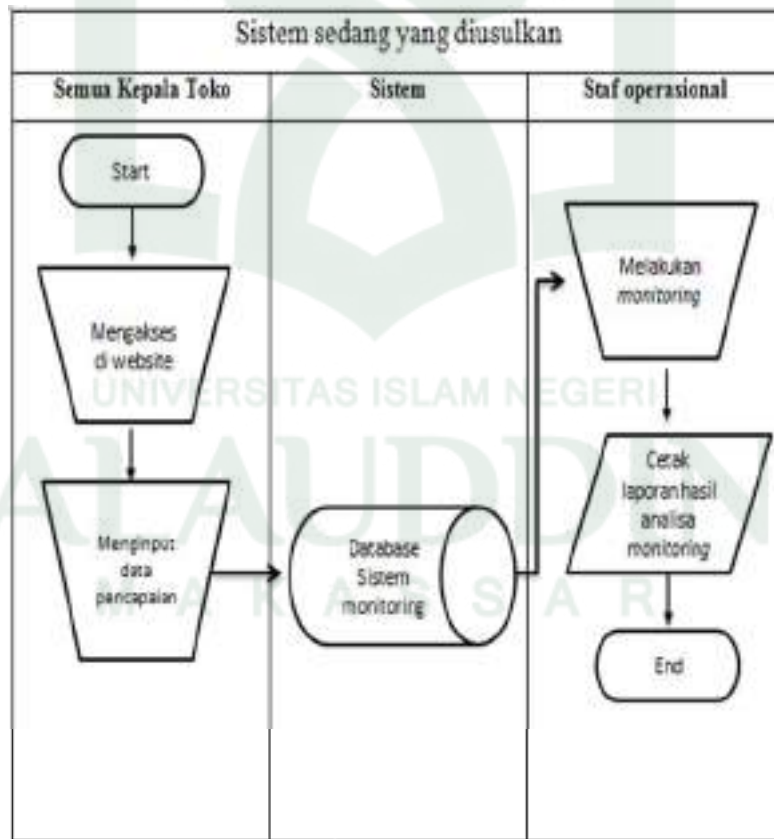 Sistem sedang yang diusulkan
Semua Kepala Toko
Sistem
Staf operasional
Start
Mengakses
di website
Menginput
data
pencapaian
Database
Sistem
monitoring
Melakukan
monitoring
Cetak
laporan hasil
analisa
monitoring
End
UNIVERSITAS ISLAM NEGERI
ALAUDDIN
MAKASSAR